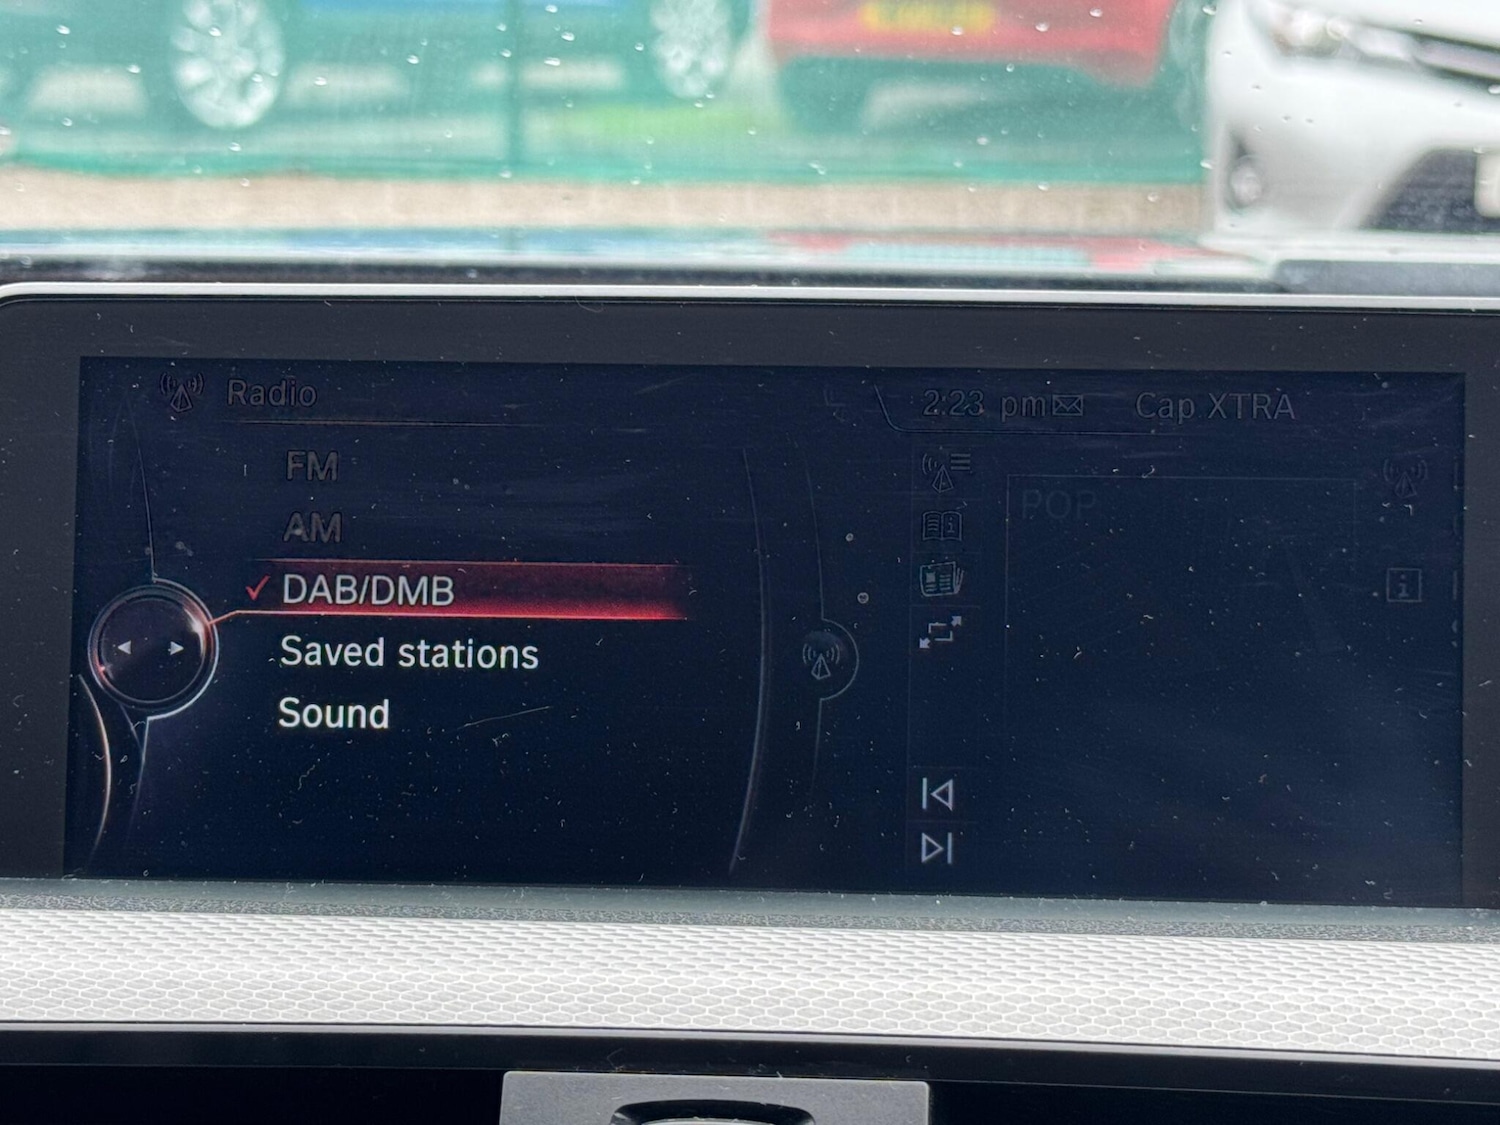 Radio
2:23 pm Cap XTRA
FM
AM
POP
DAB/DMB
Saved stations
Sound